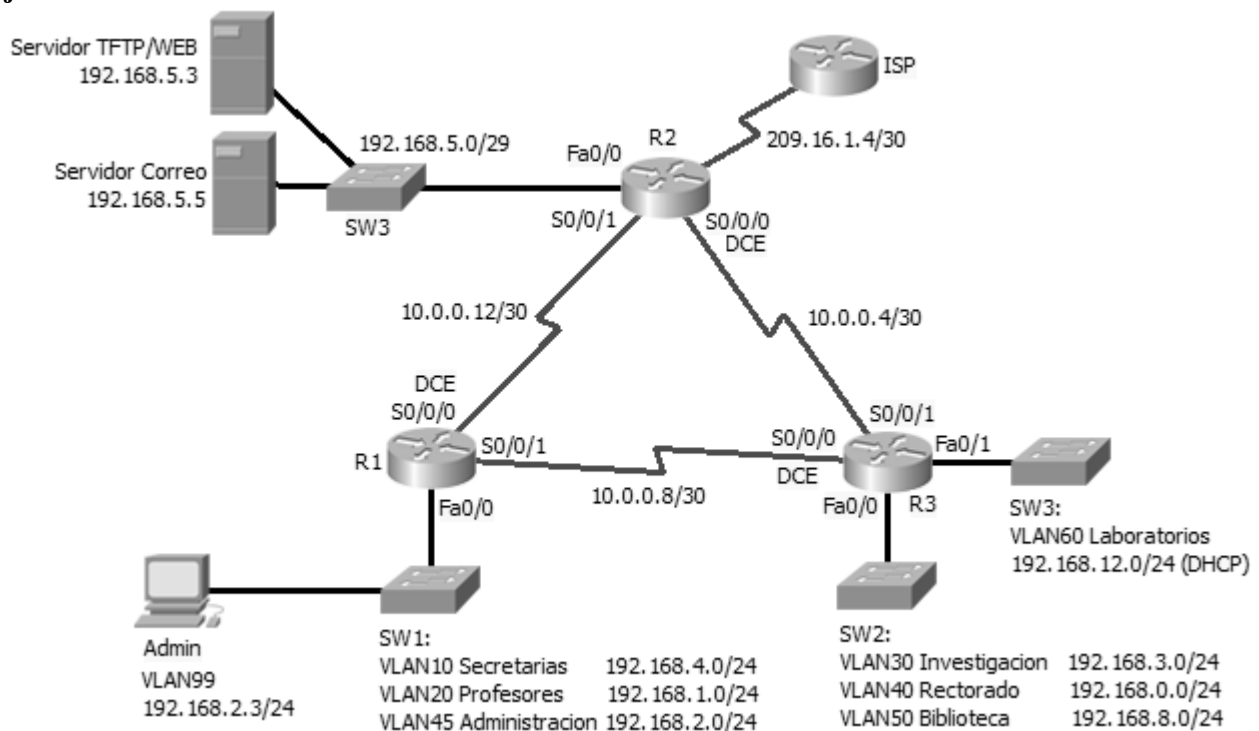 Servidor TFTP/WEB
192.168.5.3
ISP
192.168.5.0/29
R2
Fa0/0
209.16.1.4/30
Servidor Correo
192.168.5.5
SW3
S0/0/1
S0/0/0
DCE
10.0.0.12/30
10.0.0.4/30
DCE
S0/0/0
S0/0/1
R1
Fa0/0
10.0.0.8/30
S0/0/0
DCE
S0/0/1
Fa0/1
Fa0/0
R3
SW3:
VLAN60 Laboratorios
192.168.12.0/24 (DHCP)
Admin
VLAN99
192.168.2.3/24
SW1:
VLAN10 Secretarias 192.168.4.0/24
VLAN20 Profesores 192.168.1.0/24
VLAN45 Administracion 192.168.2.0/24
SW2:
VLAN30 Investigacion 192.168.3.0/24
VLAN40 Rectorado 192.168.0.0/24
VLAN50 Biblioteca 192.168.8.0/24